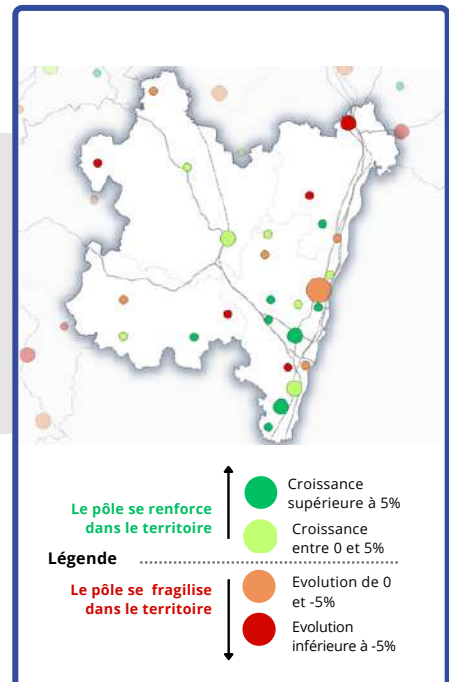 Le pôle se renforce
dans le territoire
Croissance
supérieure à 5%
Croissance
entre 0 et 5%
Légende
Le pôle se fragilise
dans le territoire
Evolution de 0
et -5%
Evolution
inférieure à -5%